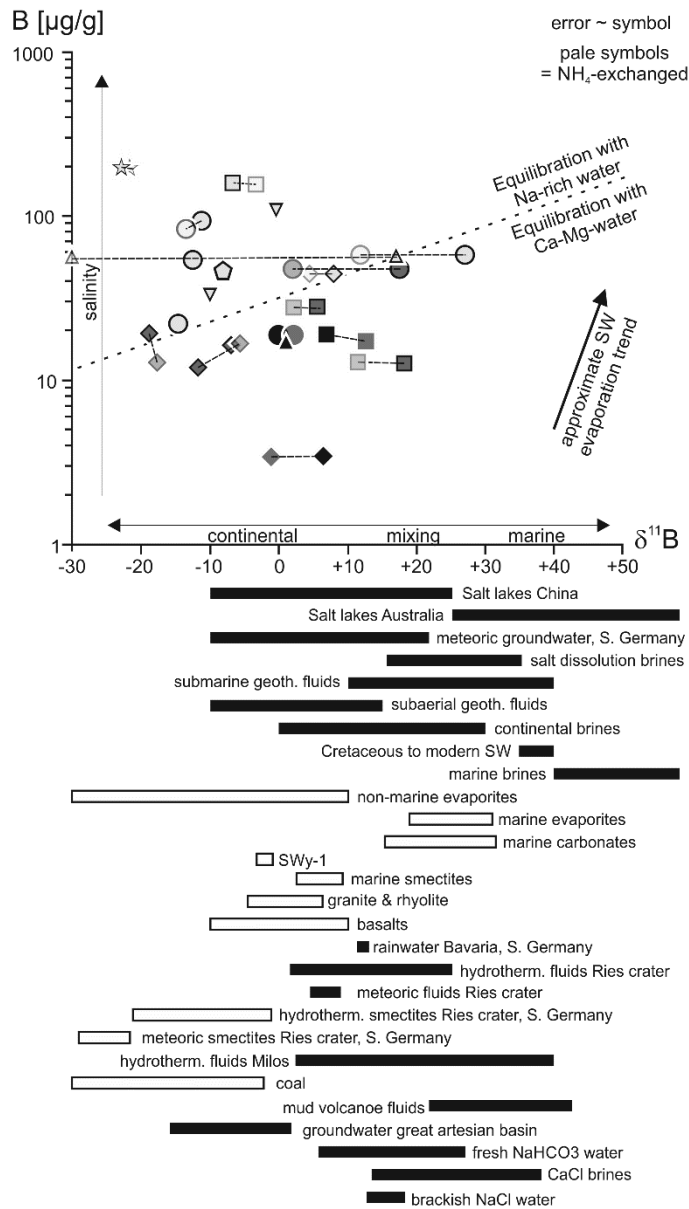 B [µg/g]
error ~ symbol
pale symbols
= NH₄-exchanged
1000
Equilibration with
Na-rich water
Equilibration with
Ca-Mg-water
100
salinity
10
approximate SW
evaporation trend
continental
mixing
marine
1
δ¹¹B
-30
-20
-10
0
+10
+20
+30
+40
+50
Salt lakes China
Salt lakes Australia
meteoric groundwater, S. Germany
salt dissolution brines
submarine geoth. fluids
subaerial geoth. fluids
continental brines
Cretaceous to modern SW
marine brines
non-marine evaporites
marine evaporites
marine carbonates
SWy-1
marine smectites
granite & rhyolite
basalts
rainwater Bavaria, S. Germany
hydrotherm. fluids Ries crater
meteoric fluids Ries crater
hydrotherm. smectites Ries crater, S. Germany
meteoric smectites Ries crater, S. Germany
hydrotherm. fluids Milos
coal
mud volcanoe fluids
groundwater great artesian basin
fresh NaHCO3 water
CaCl brines
brackish NaCl water